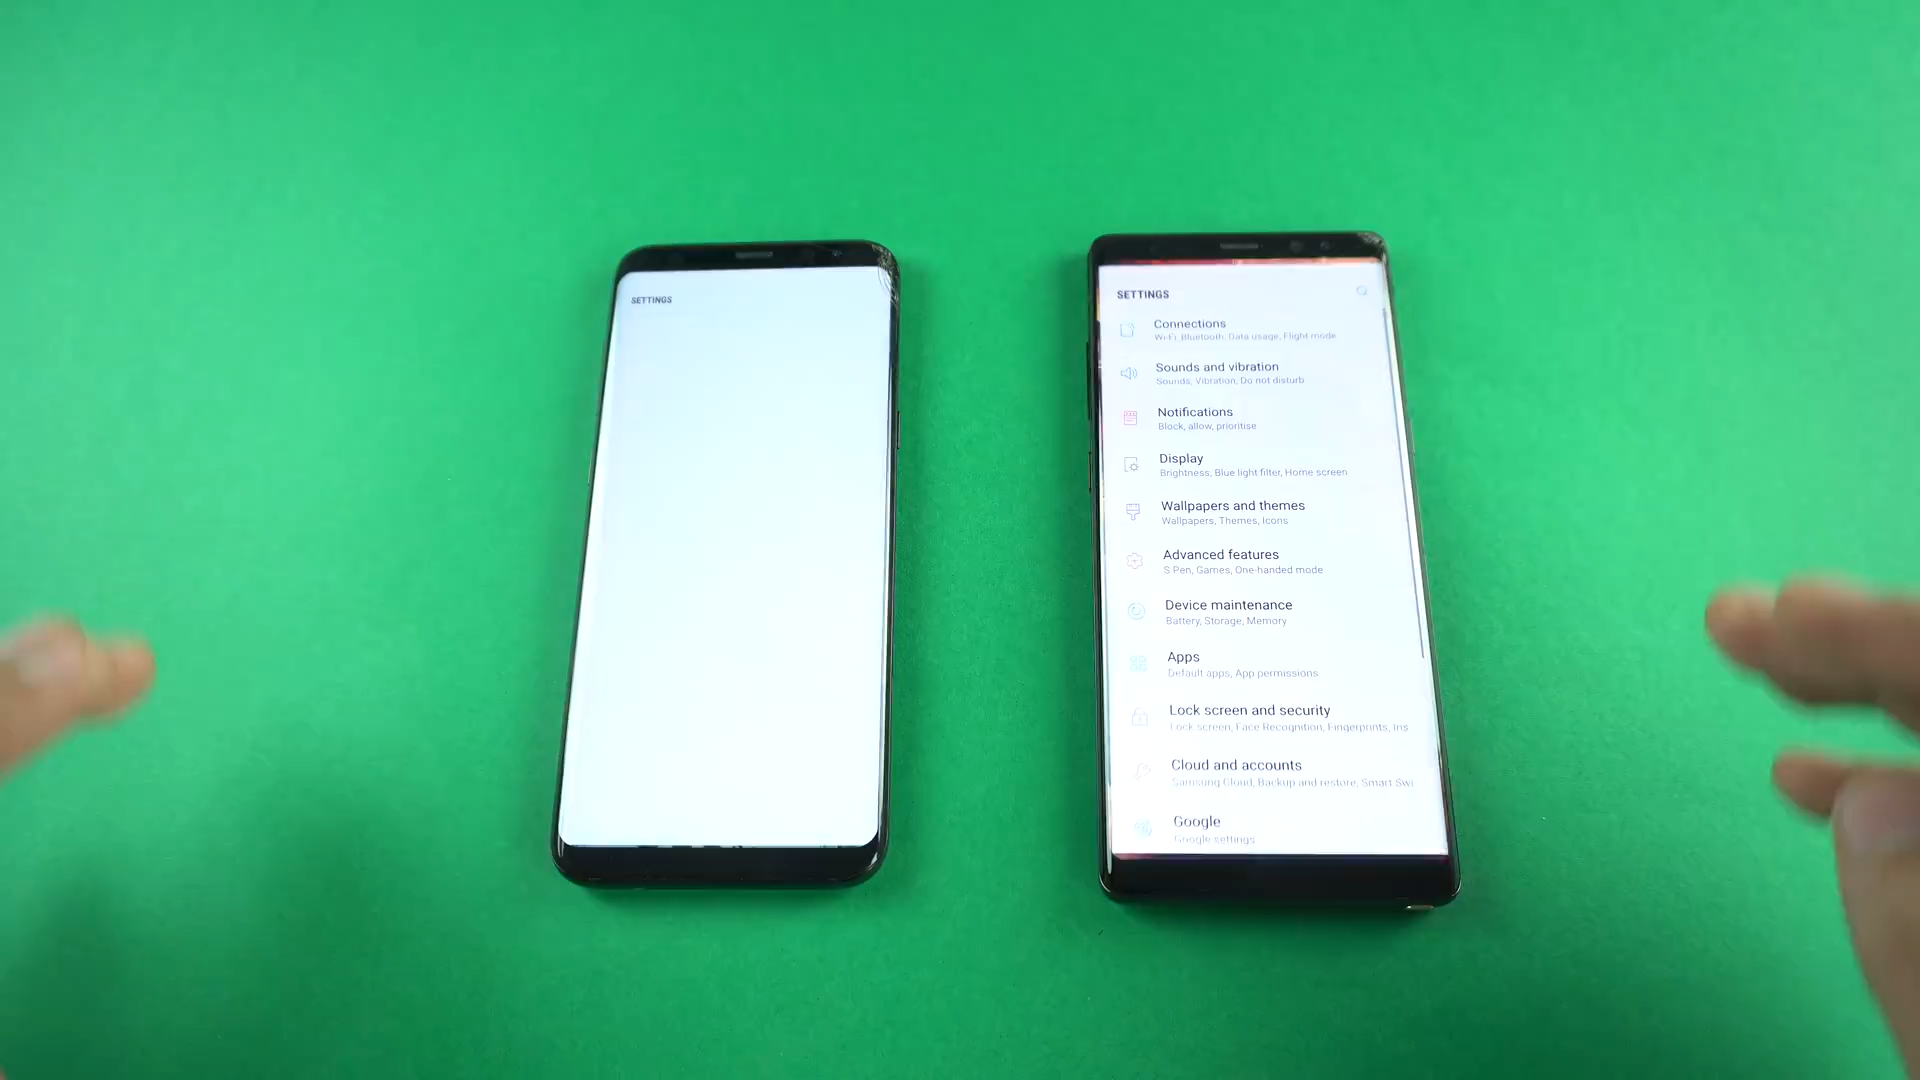 SETTINGS
SETTINGS
Connections
Wi-Fi, Bluetooth, Data usage, Flight mode
Sounds and vibration
Sounds, Vibration, Do not disturb
Notifications
Block, allow, prioritise
Display
Brightness, Blue light filter, Home screen
Wallpapers and themes
Wallpapers, Themes, Icons
Advanced features
S Pen, Games, One-handed mode
Device maintenance
Battery, Storage, Memory
Apps
Default apps, App permissions
Lock screen and security
Lock screen, Face Recognition, Fingerprints, Iris
Cloud and accounts
Samsung Cloud, Backup and restore, Smart Swi
Google
Google settings